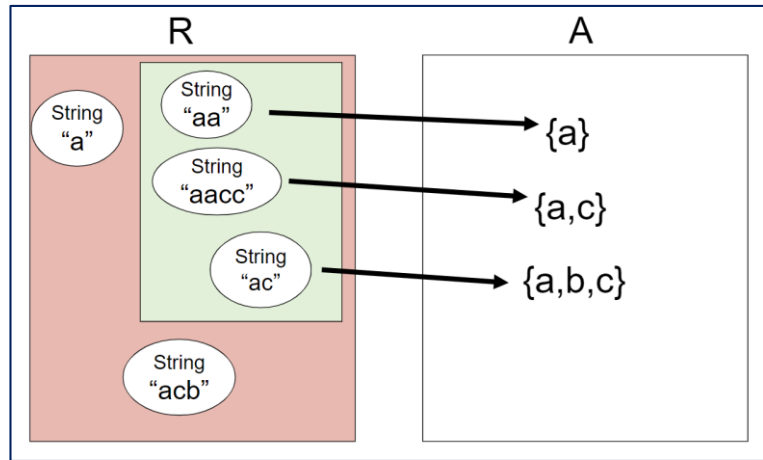 R
A
String
“a”
String
“aa”
{a}
String
“aacc”
{a,c}
String
“ac”
{a,b,c}
String
“acb”